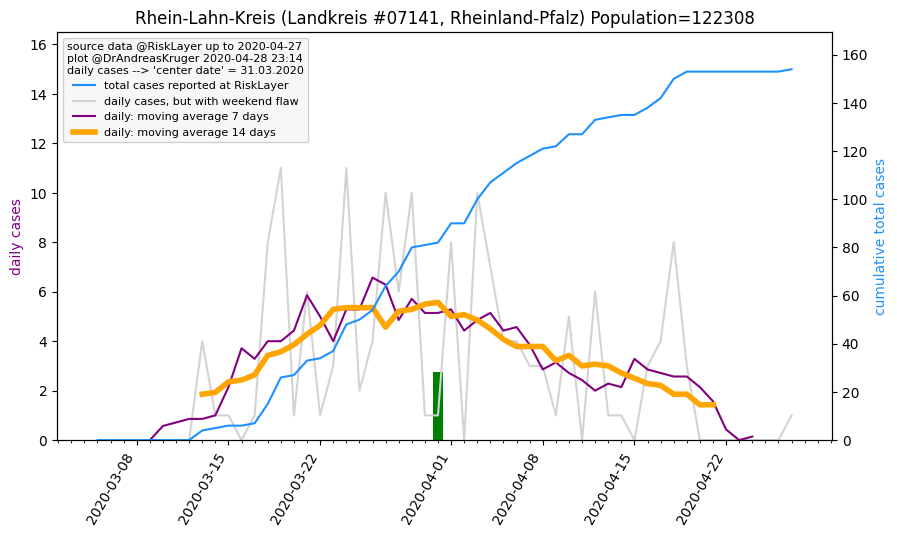 Rhein-Lahn-Kreis (Landkreis #07141, Rheinland-Pfalz) Population=122308
source data @RiskLayer up to 2020-04-27
plot @DrAndreasKruger 2020-04-28 23:14
daily cases --> 'center date' = 31.03.2020
total cases reported at RiskLayer
daily cases, but with weekend flaw
daily: moving average 7 days
daily: moving average 14 days
daily cases
16
14
12
10
8
6
4
2
0
cumulative total cases
160
140
120
100
80
60
40
20
0
2020-03-08
2020-03-15
2020-03-22
2020-04-01
2020-04-08
2020-04-15
2020-04-22